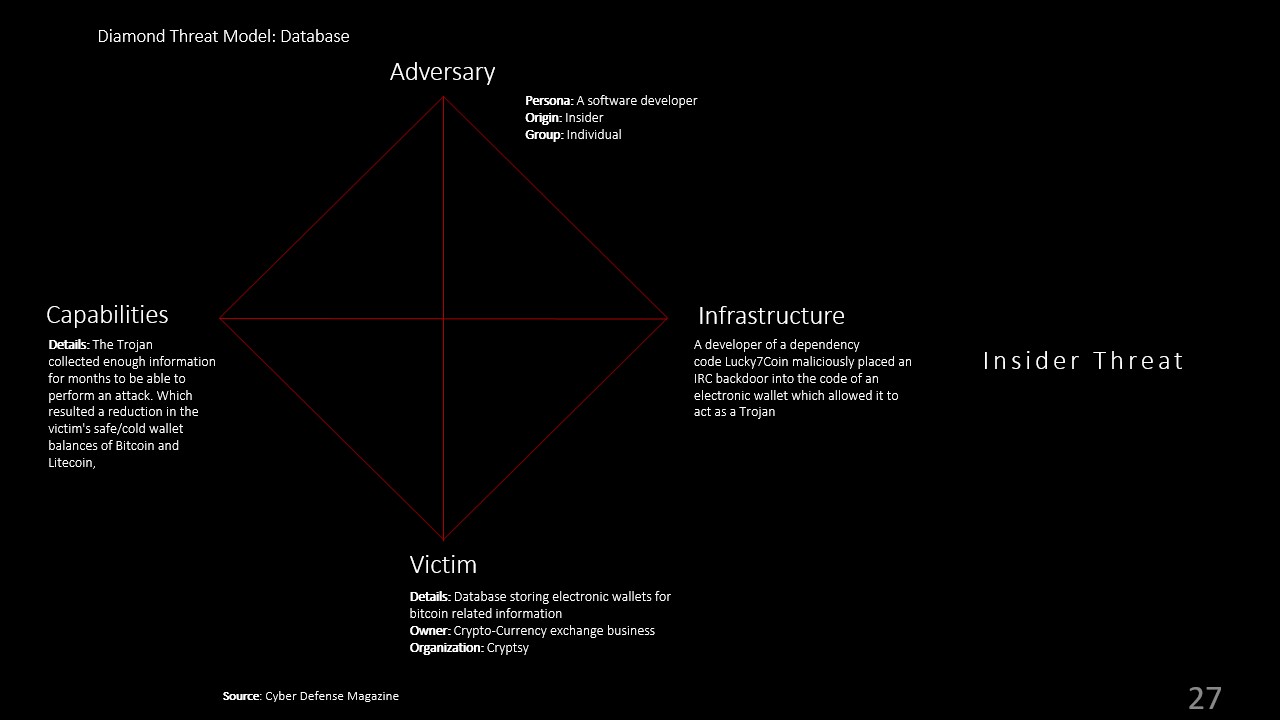 Diamond Threat Model: Database
Adversary
Persona: A software developer
Origin: Insider
Group: Individual
Capabilities
Details: The Trojan
collected enough information
for months to be able to
perform an attack. Which
resulted a reduction in the
victim's safe/cold wallet
balances of Bitcoin and
Litecoin,
Infrastructure
A developer of a dependency
code Lucky7Coin maliciously placed an
IRC backdoor into the code of an
electronic wallet which allowed it to
act as a Trojan
Insider Threat
Victim
Details: Database storing electronic wallets for
bitcoin related information
Owner: Crypto-Currency exchange business
Organization: Cryptsy
Source: Cyber Defense Magazine
27